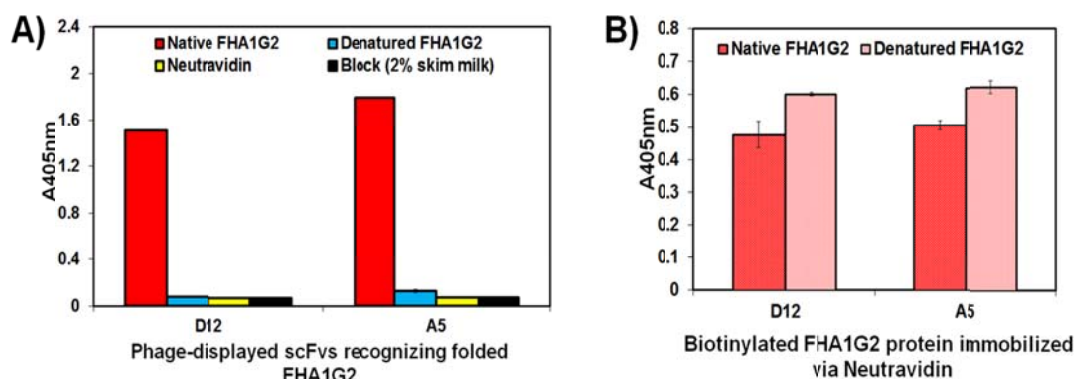 A)
2.4
2
1.6
1.2
0.8
0.4
0
A405nm
Native FHA1G2
Denatured FHA1G2
Neutravidin
Block (2% skim milk)
D12
A5
Phage-displayed scFvs recognizing folded
FHA1G2
B)
0.8
0.7
0.6
0.5
0.4
0.3
0.2
0.1
0
A405nm
Native FHA1G2
Denatured FHA1G2
D12
A5
Biotinylated FHA1G2 protein immobilized
via Neutravidin